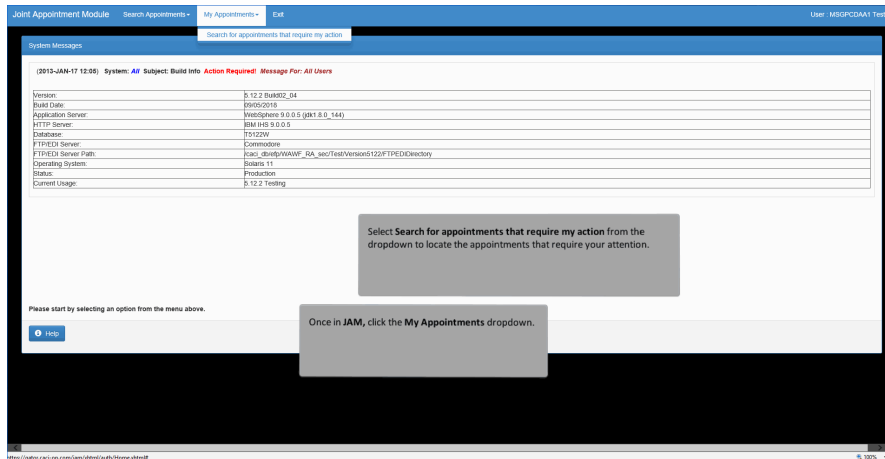 Joint Appointment Module Search Appointments My Appointments Exit User : MSGPCDAA1 Test
Search for appointments that require my action
System Messages
(2013-JAN-17 12:05) System: All Subject: Build Info Action Required! Message For: All Users
Version: 5.12.2 Build02_04
Build Date: 09/05/2018
Application Server: WebSphere 9.0.0.5 (jdk1.8.0_144)
HTTP Server: IBM IHS 9.0.0.5
Database: T5122W
FTP/EDI Server: Commodore
FTP/EDI Server Path: /caci_db/efp/WAWF_RA_sec/Test/Version5122/FTPEDIDirectory
Operating System: Solaris 11
Status: Production
Current Usage: 5.12.2 Testing
Select Search for appointments that require my action from the
dropdown to locate the appointments that require your attention.
Please start by selecting an option from the menu above.
Once in JAM, click the My Appointments dropdown.
Help
100%